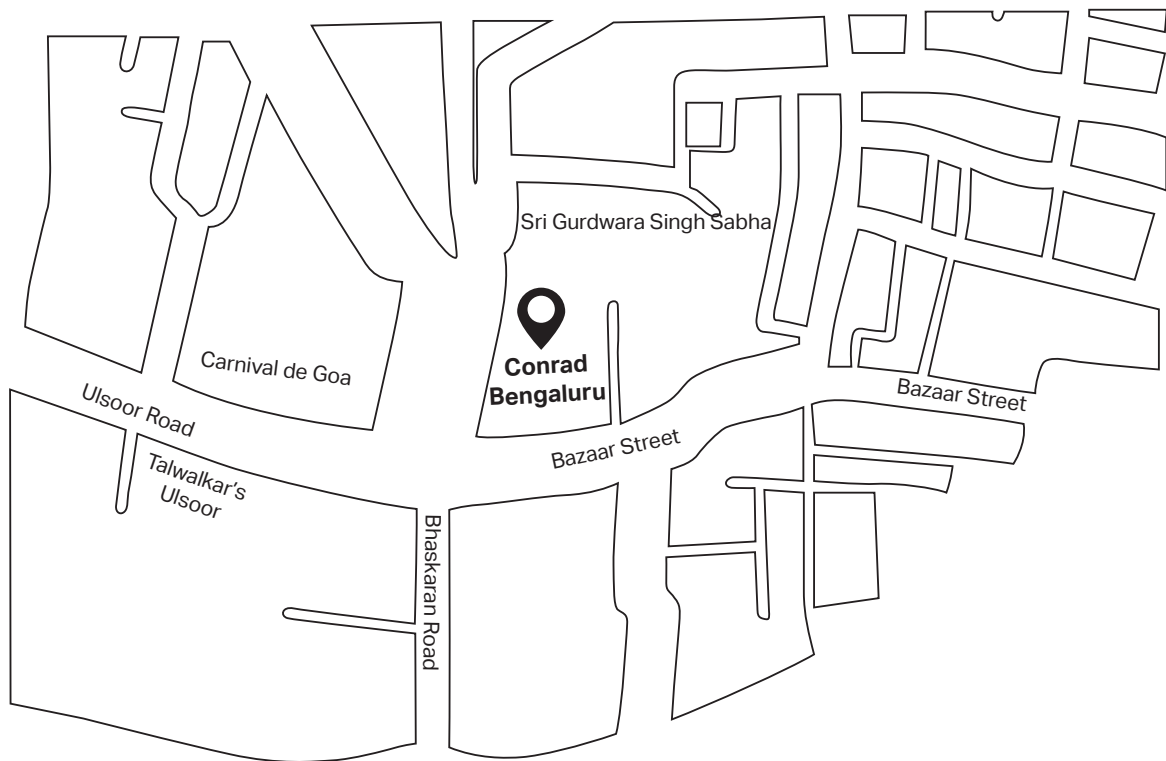 Sri Gurdwara Singh Sabha
Carnival de Goa
Conrad
Bengaluru
Ulsoor Road
Bazaar Street
Bazaar Street
Talwalkar's
Ulsoor
Bhaskaran Road